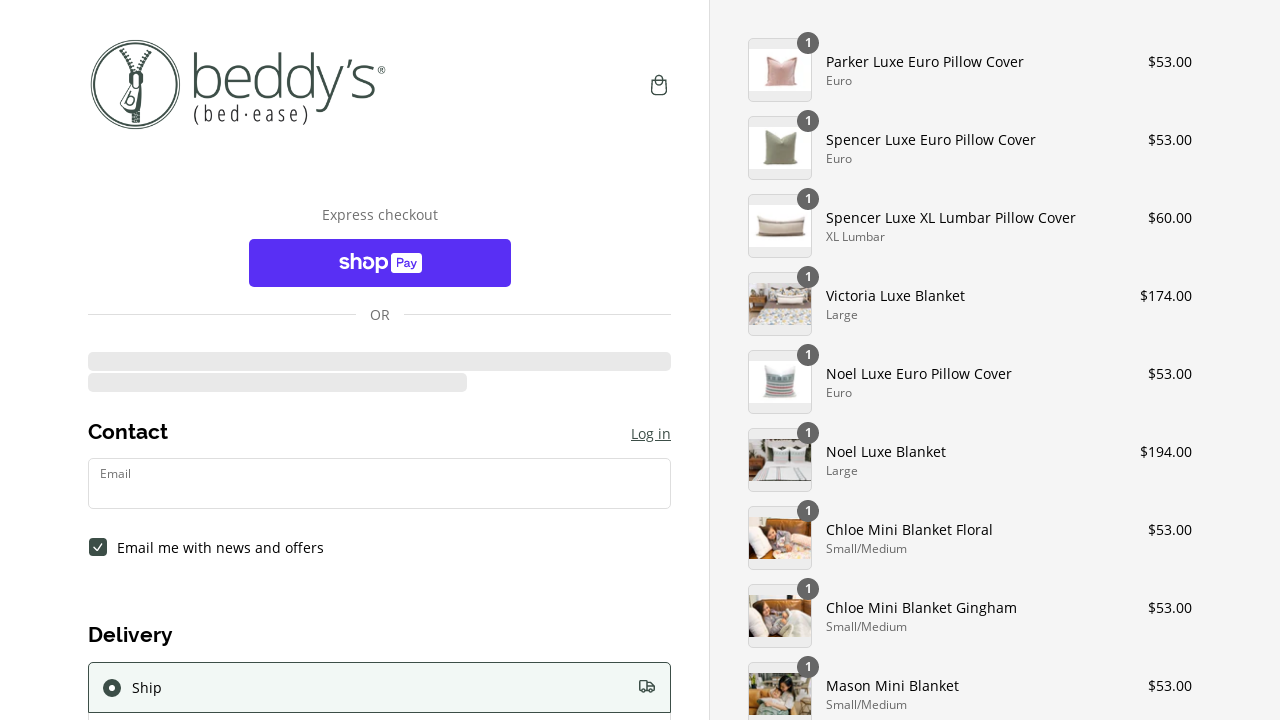 beddy's®
(bed·ease)
b
Express checkout
shop Pay
OR
Contact
Log in
Email
Email me with news and offers
Delivery
Ship
1
Parker Luxe Euro Pillow Cover
$53.00
Euro
1
Spencer Luxe Euro Pillow Cover
$53.00
Euro
1
Spencer Luxe XL Lumbar Pillow Cover
$60.00
XL Lumbar
1
Victoria Luxe Blanket
$174.00
Large
1
Noel Luxe Euro Pillow Cover
$53.00
Euro
1
Noel Luxe Blanket
$194.00
Large
1
Chloe Mini Blanket Floral
$53.00
Small/Medium
1
Chloe Mini Blanket Gingham
$53.00
Small/Medium
1
Mason Mini Blanket
$53.00
Small/Medium